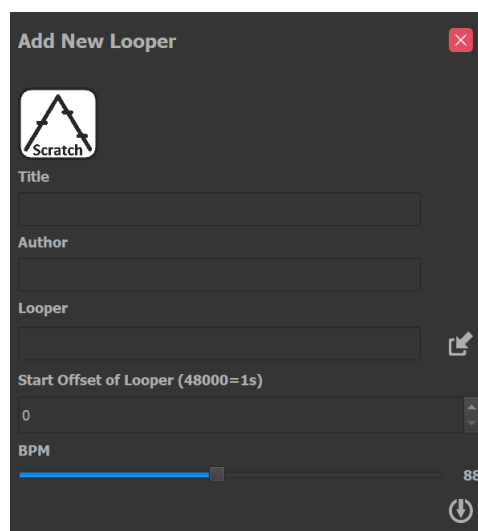 Add New Looper
Scratch
Title
Author
Looper
Start Offset of Looper (48000=1s)
0
BPM
88